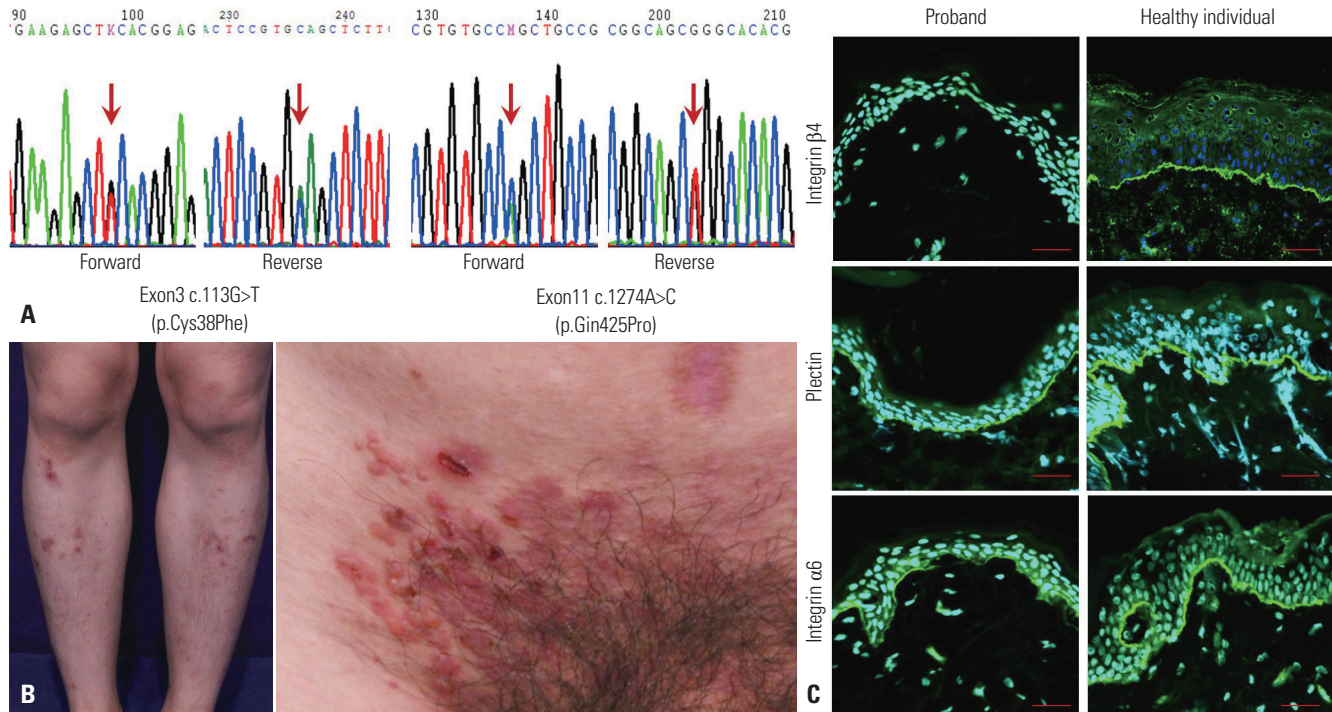 90 100
GAAGAGCTKCACGGAG
230 240
ACTCCGTGCAGCTCTTC
130 140
CGTGTGCCMGCTGCCG
200 210
CGGCAGCGGGCACACG
Forward Reverse Forward Reverse
Exon3 c.113G>T
(p.Cys38Phe)
Exon11 c.1274A>C
(p.Gin425Pro)
A
B
Proband Healthy individual
Integrin β4
Plectin
Integrin α6
C